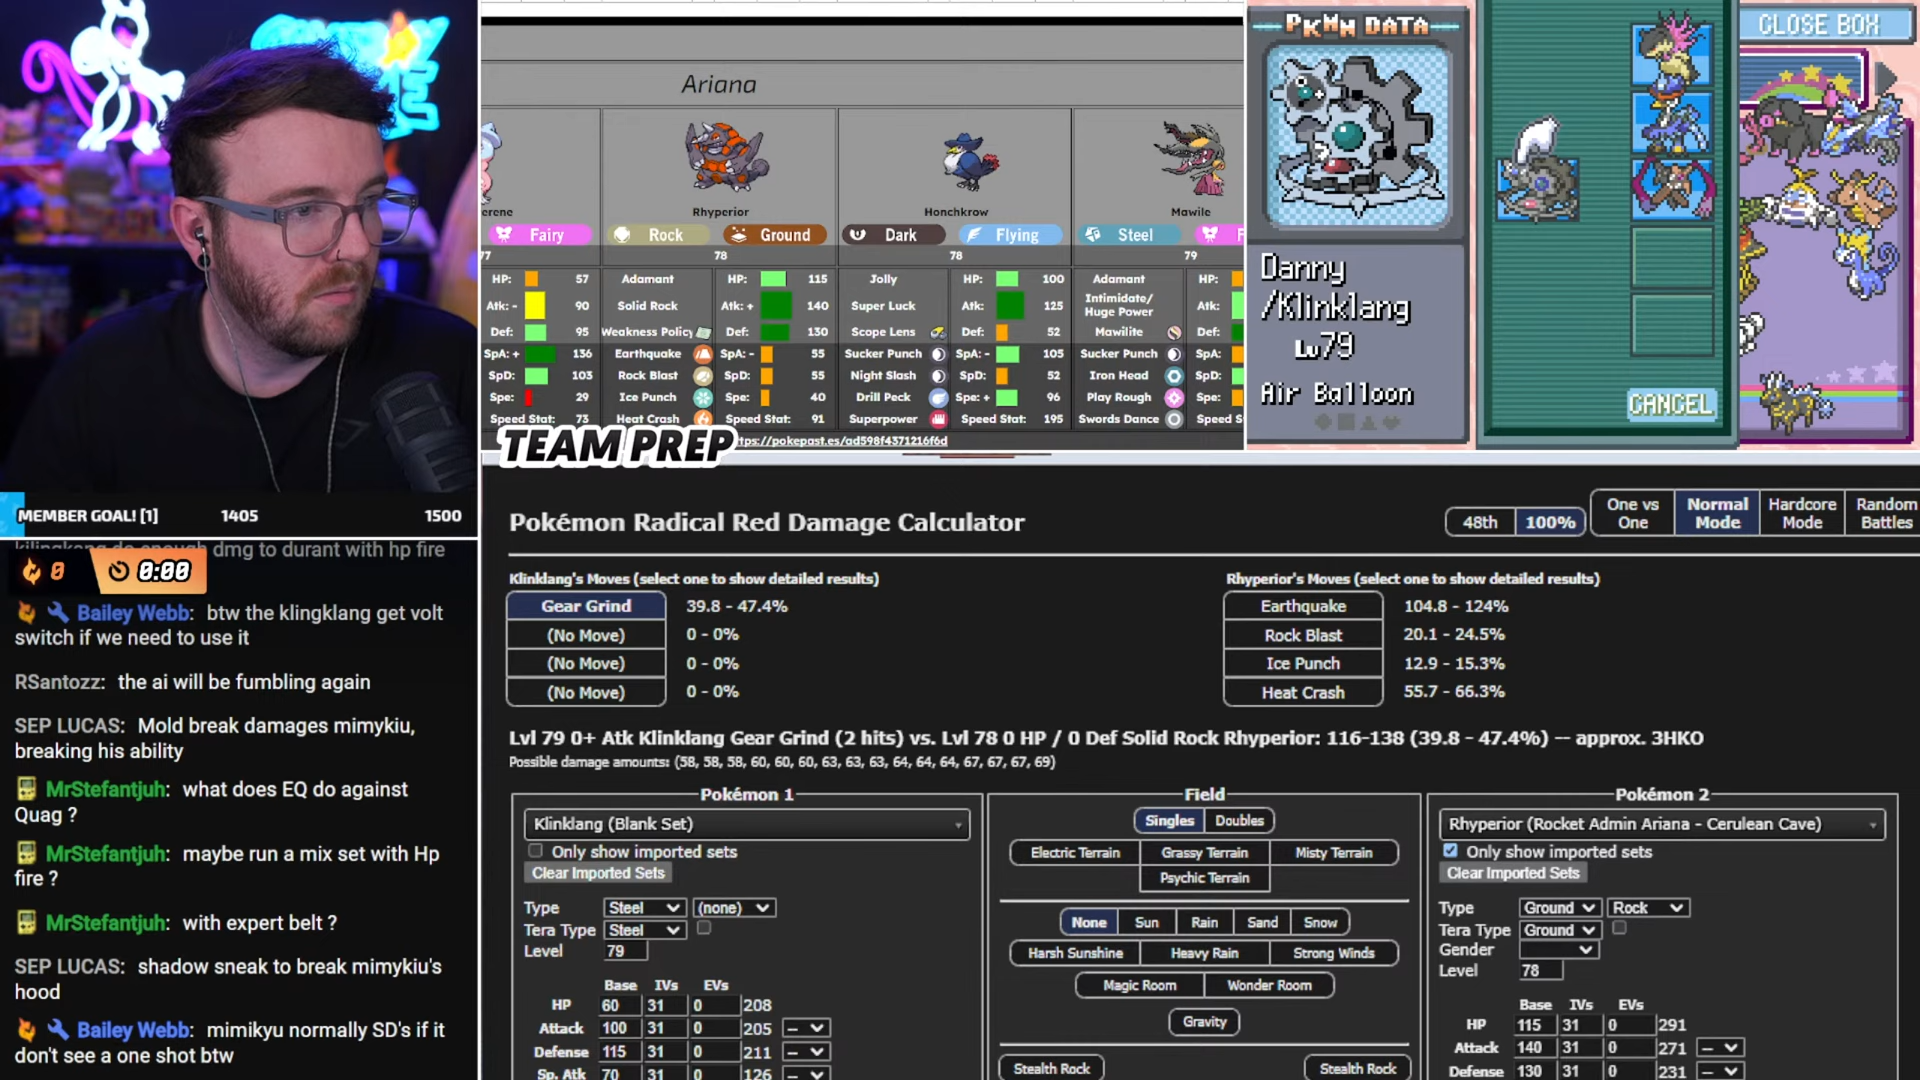 Ariana
erene
Rhyperior
Honchkrow
Mawile
Fairy
Rock
Ground
Dark
Flying
Steel
77
78
78
79
HP: 57
Adamant
HP: 115
Jolly
HP: 100
Adamant
HP:
Atk: - 90
Solid Rock
Atk: + 140
Super Luck
Atk: 125
Intimidate/
Huge Power
Atk:
Def: 95
Weakness Policy
Def: 130
Scope Lens
Def: 52
Mawilite
Def:
SpA: + 136
Earthquake
SpA: - 55
Sucker Punch
SpA: - 105
Sucker Punch
SpA:
SpD: 103
Rock Blast
SpD: 55
Night Slash
SpD: 52
Iron Head
SpD:
Spe: 29
Ice Punch
Spe: 40
Drill Peck
Spe: + 96
Play Rough
Spe:
Speed Stat: 73
Heat Crash
Speed Stat: 91
Superpower
Speed Stat: 195
Swords Dance
Speed S
ttps://pokepast.es/ad598f4371216f6d
TEAM PREP
PKMN DATA
Danny
/Klinklang
Lv79
Air Balloon
CANCEL
CLOSE BOX
MEMBER GOAL! [1] 1405 1500
kilingkang do enough dmg to durant with hp fire
0
0:00
Bailey Webb: btw the klingklang get volt
switch if we need to use it
RSantozz: the ai will be fumbling again
SEP LUCAS: Mold break damages mimykiu,
breaking his ability
MrStefantjuh: what does EQ do against
Quag ?
MrStefantjuh: maybe run a mix set with Hp
fire ?
MrStefantjuh: with expert belt ?
SEP LUCAS: shadow sneak to break mimykiu's
hood
Bailey Webb: mimikyu normally SD's if it
don't see a one shot btw
Pokémon Radical Red Damage Calculator
48th 100%
One vs
One
Normal
Mode
Hardcore
Mode
Random
Battles
Klinklang's Moves (select one to show detailed results)
Gear Grind 39.8 - 47.4%
(No Move) 0 - 0%
(No Move) 0 - 0%
(No Move) 0 - 0%
Rhyperior's Moves (select one to show detailed results)
Earthquake 104.8 - 124%
Rock Blast 20.1 - 24.5%
Ice Punch 12.9 - 15.3%
Heat Crash 55.7 - 66.3%
Lvl 79 0+ Atk Klinklang Gear Grind (2 hits) vs. Lvl 78 0 HP / 0 Def Solid Rock Rhyperior: 116-138 (39.8 - 47.4%) -- approx. 3HKO
Possible damage amounts: (58, 58, 58, 60, 60, 60, 63, 63, 63, 64, 64, 64, 67, 67, 67, 69)
Pokémon 1
Klinklang (Blank Set)
Only show imported sets
Clear Imported Sets
Type Steel (none)
Tera Type Steel
Level 79
Base IVs EVs
HP 60 31 0 208
Attack 100 31 0 205 --
Defense 115 31 0 211 --
Sp. Atk 70 31 0 126 --
Field
Singles Doubles
Electric Terrain Grassy Terrain Misty Terrain
Psychic Terrain
None Sun Rain Sand Snow
Harsh Sunshine Heavy Rain Strong Winds
Magic Room Wonder Room
Gravity
Stealth Rock Stealth Rock
Pokémon 2
Rhyperior (Rocket Admin Ariana - Cerulean Cave)
Only show imported sets
Clear Imported Sets
Type Ground Rock
Tera Type Ground
Gender
Level 78
Base IVs EVs
HP 115 31 0 291
Attack 140 31 0 271 --
Defense 130 31 0 231 --